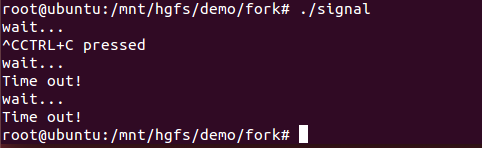 root@ubuntu:/mnt/hgfs/demo/fork# ./signal
wait...
^CCTRL+C pressed
wait...
Time out!
wait...
Time out!
root@ubuntu:/mnt/hgfs/demo/fork#